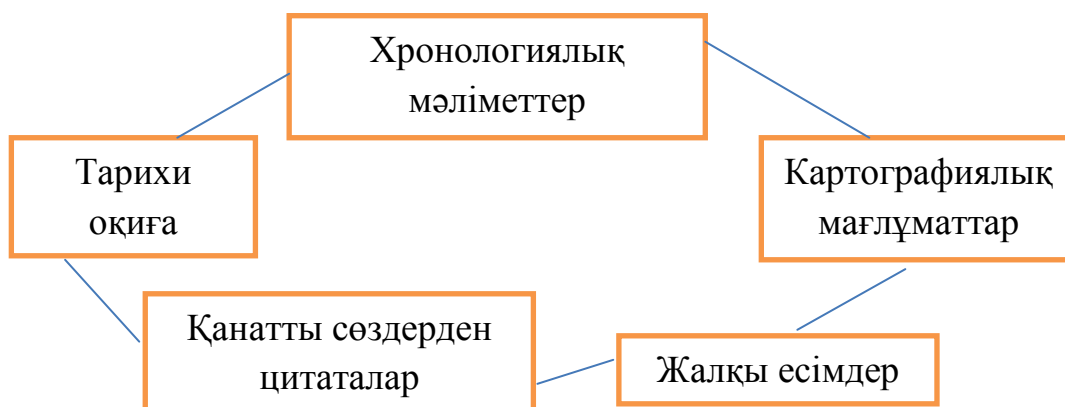 Хронологиялық
мәліметтер
Тарихи
оқиға
Картографиялық
мағлұматтар
Қанатты сөздерден
цитаталар
Жалқы есімдер